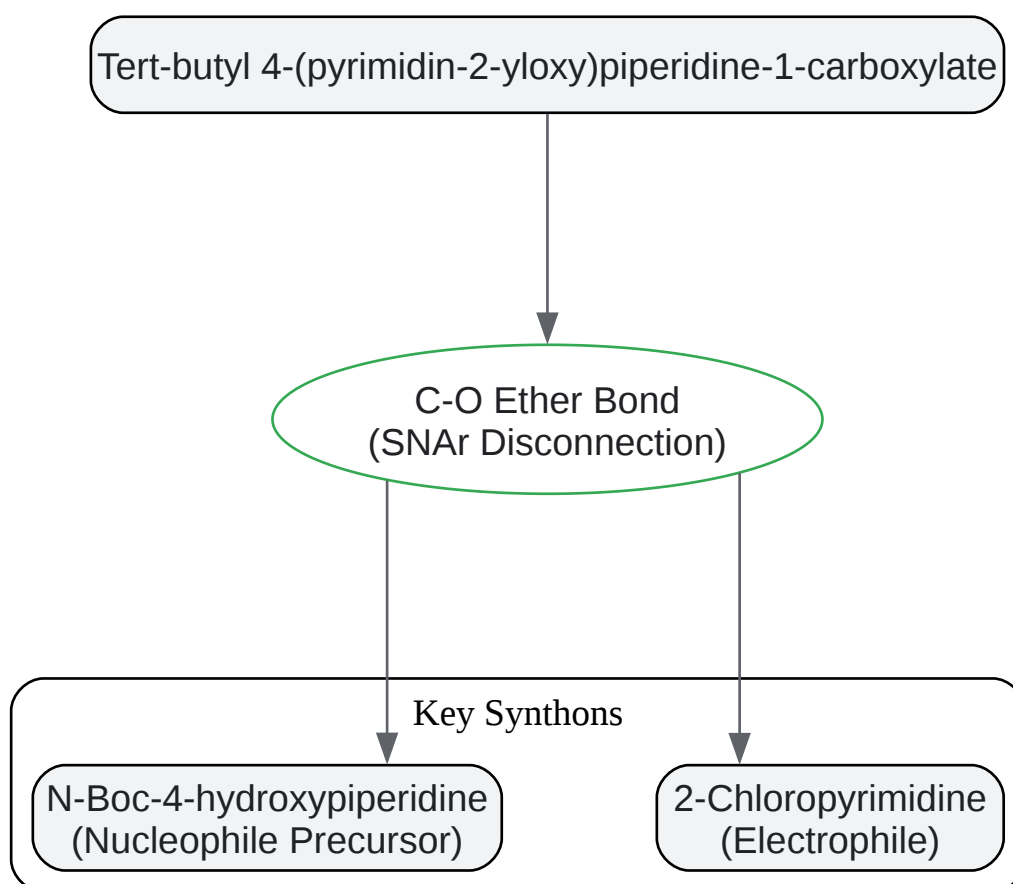 Tert-butyl 4-(pyrimidin-2-yloxy)piperidine-1-carboxylate
C-O Ether Bond
(SNAr Disconnection)
Key Synthons
N-Boc-4-hydroxypiperidine
(Nucleophile Precursor)
2-Chloropyrimidine
(Electrophile)